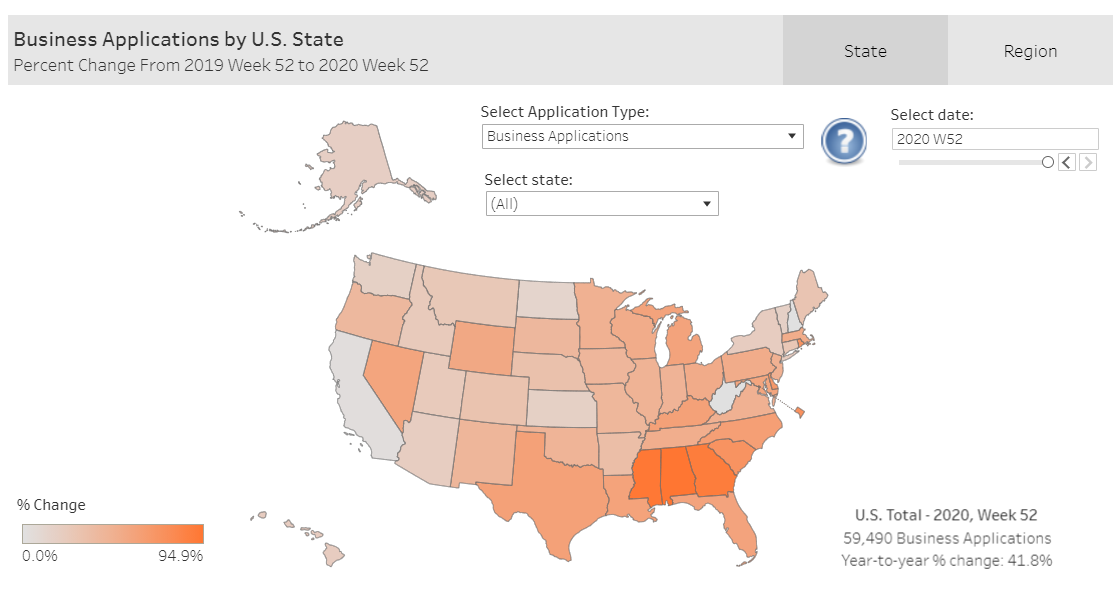 Business Applications by U.S. State
Percent Change From 2019 Week 52 to 2020 Week 52
State
Region
Select Application Type:
Business Applications
?
Select date:
2020 W52
Select state:
(All)
% Change
0.0%
94.9%
U.S. Total - 2020, Week 52
59,490 Business Applications
Year-to-year % change: 41.8%